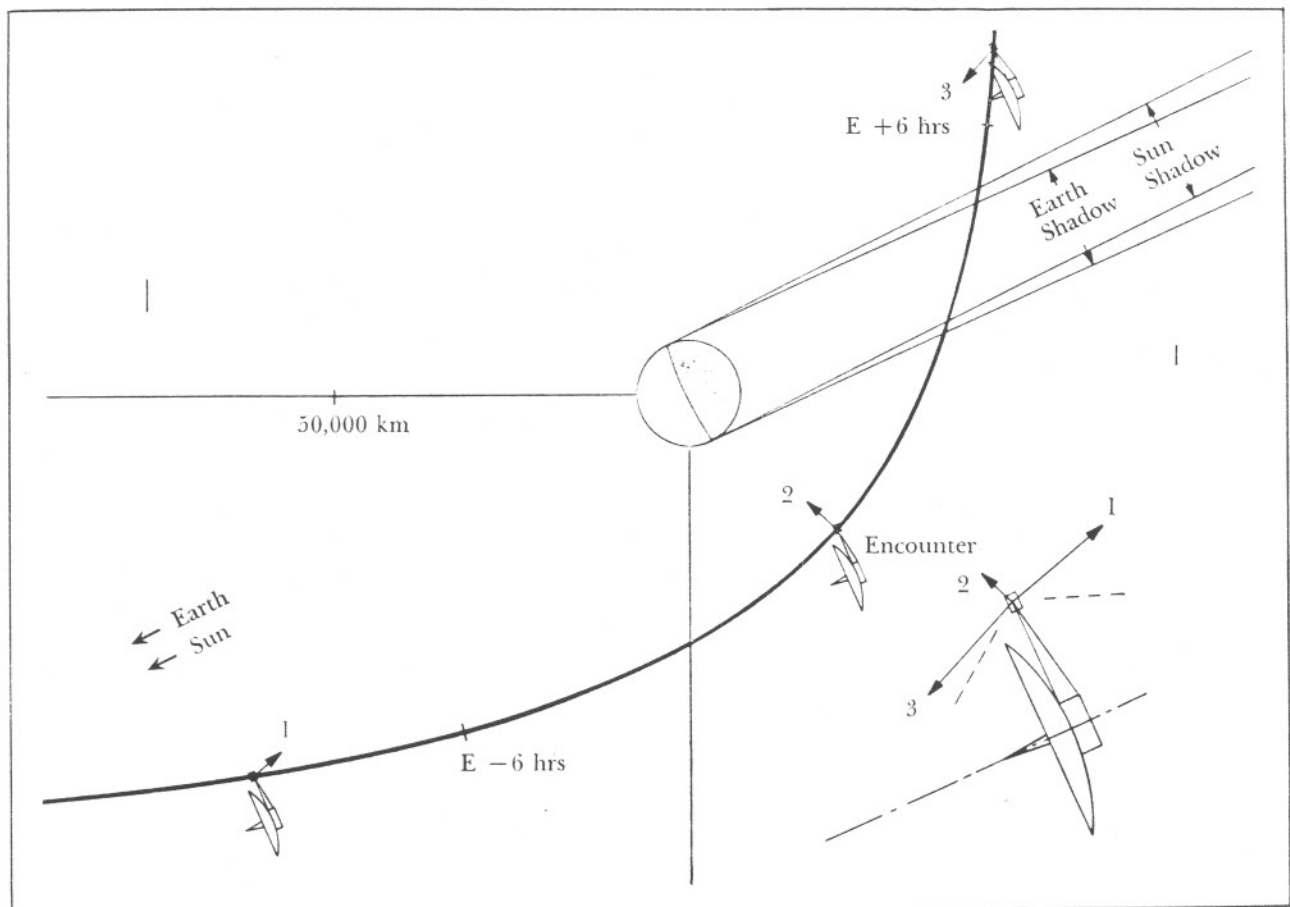 3
E +6 hrs
Sun
Shadow
Earth
Shadow
50,000 km
2
Encounter
1
2
3
Earth
Sun
1
E −6 hrs